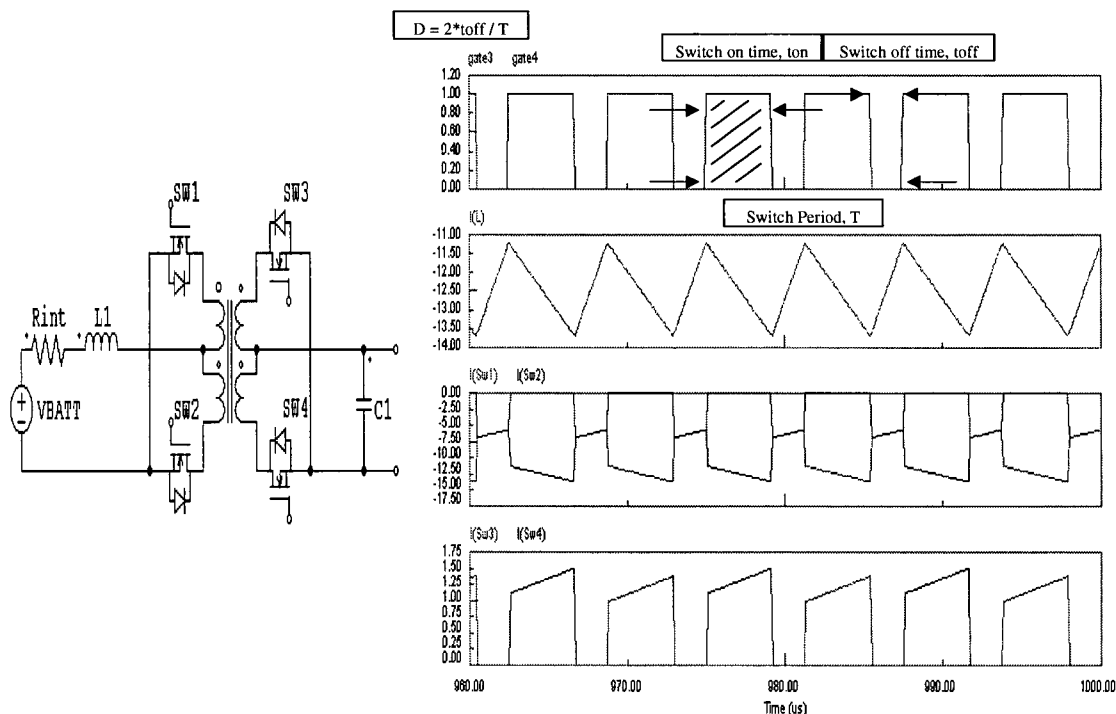 D = 2*toff / T
Switch on time, ton
Switch off time, toff
gate3 gate4
1.20
1.00
0.80
0.60
0.40
0.20
0.00
Switch Period, T
I(L)
-11.00
-11.50
-12.00
-12.50
-13.00
-13.50
-14.00
I(Sw1) I(Sw2)
0.00
-2.50
-5.00
-7.50
-10.00
-12.50
-15.00
-17.50
I(Sw3) I(Sw4)
1.75
1.50
1.25
1.00
0.75
0.50
0.25
0.00
960.00 970.00 980.00 990.00 1000.00
Time (us)
SW1
SW3
Rint
L1
VBATT
SW2
SW4
C1